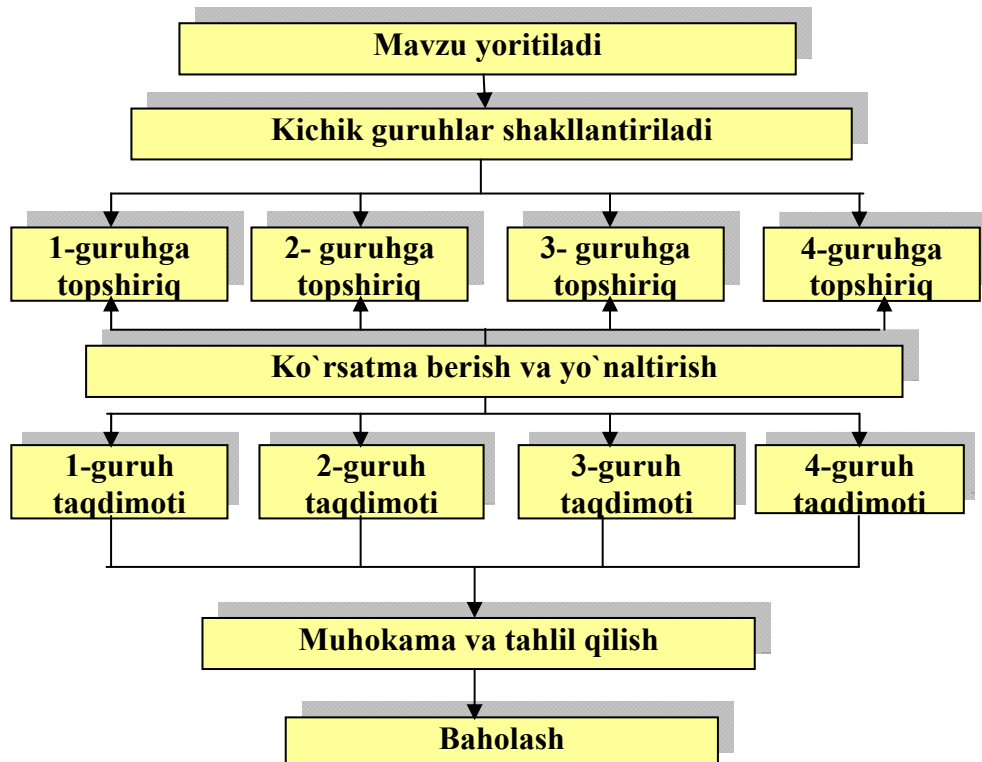 Mavzu yoritiladi
Kichik guruhlar shakllantiriladi
1-guruhga
topshiriq
2- guruhga
topshiriq
3- guruhga
topshiriq
4-guruhga
topshiriq
Ko`rsatma berish va yo`naltirish
1-guruh
taqdimoti
2-guruh
taqdimoti
3-guruh
taqdimoti
4-guruh
taqdimoti
Muhokama va tahlil qilish
Baholash